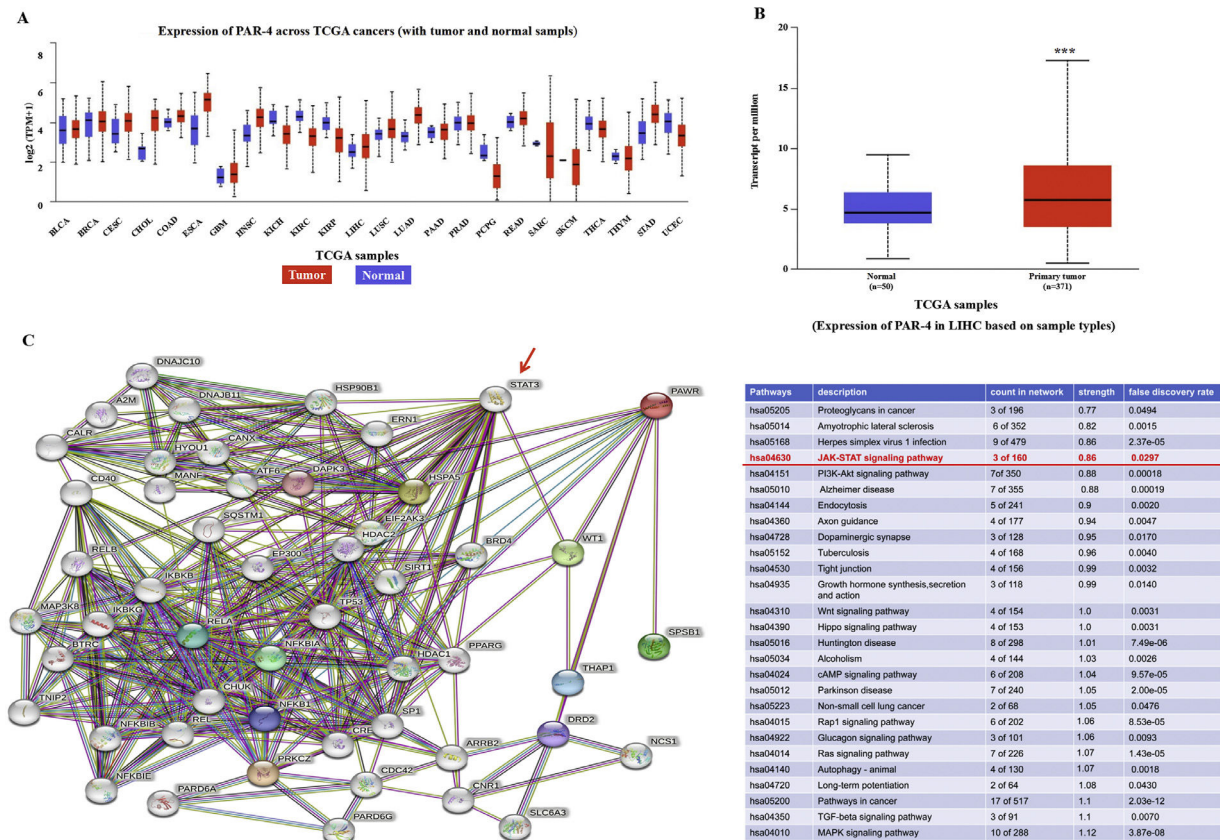 A
Expression of PAR-4 across TCGA cancers (with tumor and normal sampls)
log2 (TPM+1)
8
6
4
2
0
BLCA
BRCA
CESC
CHOL
COAD
ESCA
GBM
HNSC
KICH
KIRC
KIRP
LIHC
LUSC
LUAD
PAAD
PRAD
PCPG
READ
SARC
SKCM
THCA
THYM
STAD
UCEC
TCGA samples
Tumor
Normal
B
***
Transcript per million
20
15
10
5
0
Normal
(n=50)
Primary tumor
(n=371)
TCGA samples
(Expression of PAR-4 in LIHC based on sample types)
C
DNAJC10
A2M
DNAJB11
HSP90B1
STAT3
PAWR
CALR
CANX
ERN1
HYOU1
MANF
ATF6
DAPK3
HSPA5
CD40
SQSTM1
EIF2AK3
HDAC2
BRD4
WT1
RELB
EP300
SIRT1
IKBKB
MAP3K8
IKBKG
RELA
TP53
NFKBIA
HDAC1
PPARG
SPSB1
BTRC
THAP1
TNIP2
CHUK
NFKB1
SP1
NFKBIB
REL
CRE
DRD2
ARRB2
NCS1
NFKBIE
PRKCZ
CDC42
CNR1
PARD6A
PARD6G
SLC6A3
Pathways description count in network strength false discovery rate
hsa05205 Proteoglycans in cancer 3 of 196 0.77 0.0494
hsa05014 Amyotrophic lateral sclerosis 6 of 352 0.82 0.0015
hsa05168 Herpes simplex virus 1 infection 9 of 479 0.86 2.37e-05
hsa04630 JAK-STAT signaling pathway 3 of 160 0.86 0.0297
hsa04151 PI3K-Akt signaling pathway 7of 350 0.88 0.00018
hsa05010 Alzheimer disease 7 of 355 0.88 0.00019
hsa04144 Endocytosis 5 of 241 0.9 0.0020
hsa04360 Axon guidance 4 of 177 0.94 0.0047
hsa04728 Dopaminergic synapse 3 of 128 0.95 0.0170
hsa05152 Tuberculosis 4 of 168 0.96 0.0040
hsa04530 Tight junction 4 of 156 0.99 0.0032
hsa04935 Growth hormone synthesis,secretion 3 of 118 0.99 0.0140
and action
hsa04310 Wnt signaling pathway 4 of 154 1.0 0.0031
hsa04390 Hippo signaling pathway 4 of 153 1.0 0.0031
hsa05016 Huntington disease 8 of 298 1.01 7.49e-06
hsa05034 Alcoholism 4 of 144 1.03 0.0026
hsa04024 cAMP signaling pathway 6 of 208 1.04 9.57e-05
hsa05012 Parkinson disease 7 of 240 1.05 2.00e-05
hsa05223 Non-small cell lung cancer 2 of 68 1.05 0.0476
hsa04015 Rap1 signaling pathway 6 of 202 1.06 8.53e-05
hsa04922 Glucagon signaling pathway 3 of 101 1.06 0.0093
hsa04014 Ras signaling pathway 7 of 226 1.07 1.43e-05
hsa04140 Autophagy - animal 4 of 130 1.07 0.0018
hsa04720 Long-term potentiation 2 of 64 1.08 0.0430
hsa05200 Pathways in cancer 17 of 517 1.1 2.03e-12
hsa04350 TGF-beta signaling pathway 3 of 91 1.1 0.0070
hsa04010 MAPK signaling pathway 10 of 288 1.12 3.87e-08